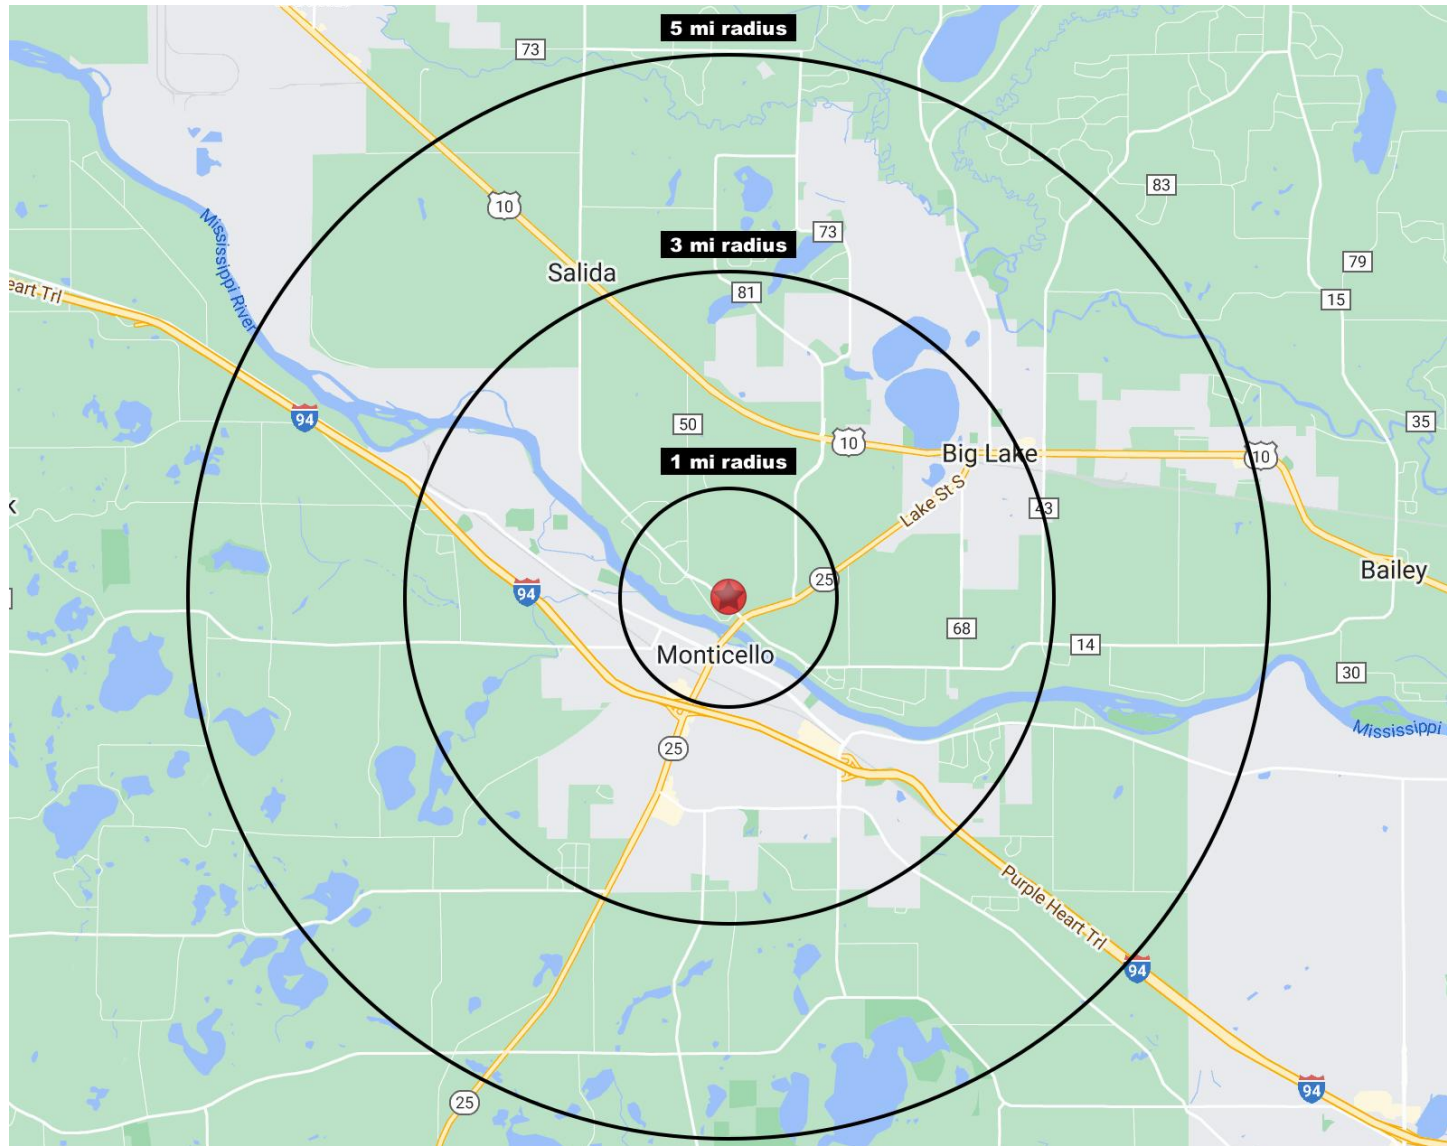 5 mi radius
73
83
10
Mississippi River
3 mi radius
73
79
Salida
eart Trl
81
15
94
50
10
35
Big Lake
10
1 mi radius
Lake St S
43
k
25
Bailey
94
68
14
Monticello
30
Mississippi
25
Purple Heart Trl
94
94
25